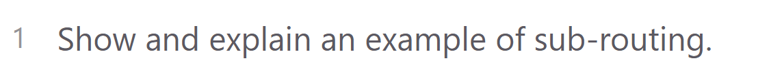 1 Show and explain an example of sub-routing.